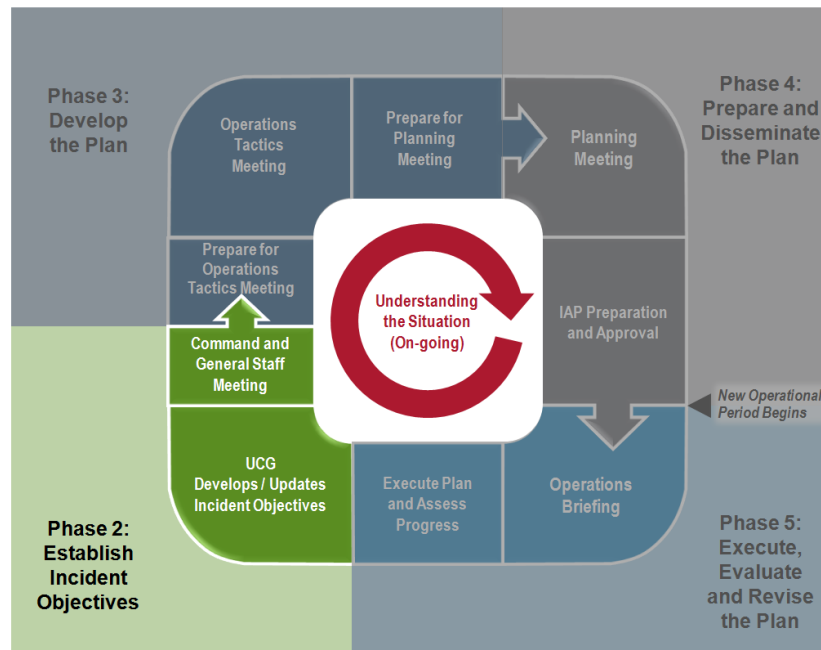 Phase 3:
Develop
the Plan
Operations
Tactics
Meeting
Prepare for
Planning
Meeting
Planning
Meeting
Phase 4:
Prepare and
Disseminate
the Plan
Prepare for
Operations
Tactics Meeting
Understanding
the Situation
(On-going)
IAP Preparation
and Approval
Command and
General Staff
Meeting
New Operational
Period Begins
UCG
Develops / Updates
Incident Objectives
Execute Plan
and Assess
Progress
Operations
Briefing
Phase 2:
Establish
Incident
Objectives
Phase 5:
Execute,
Evaluate
and Revise
the Plan